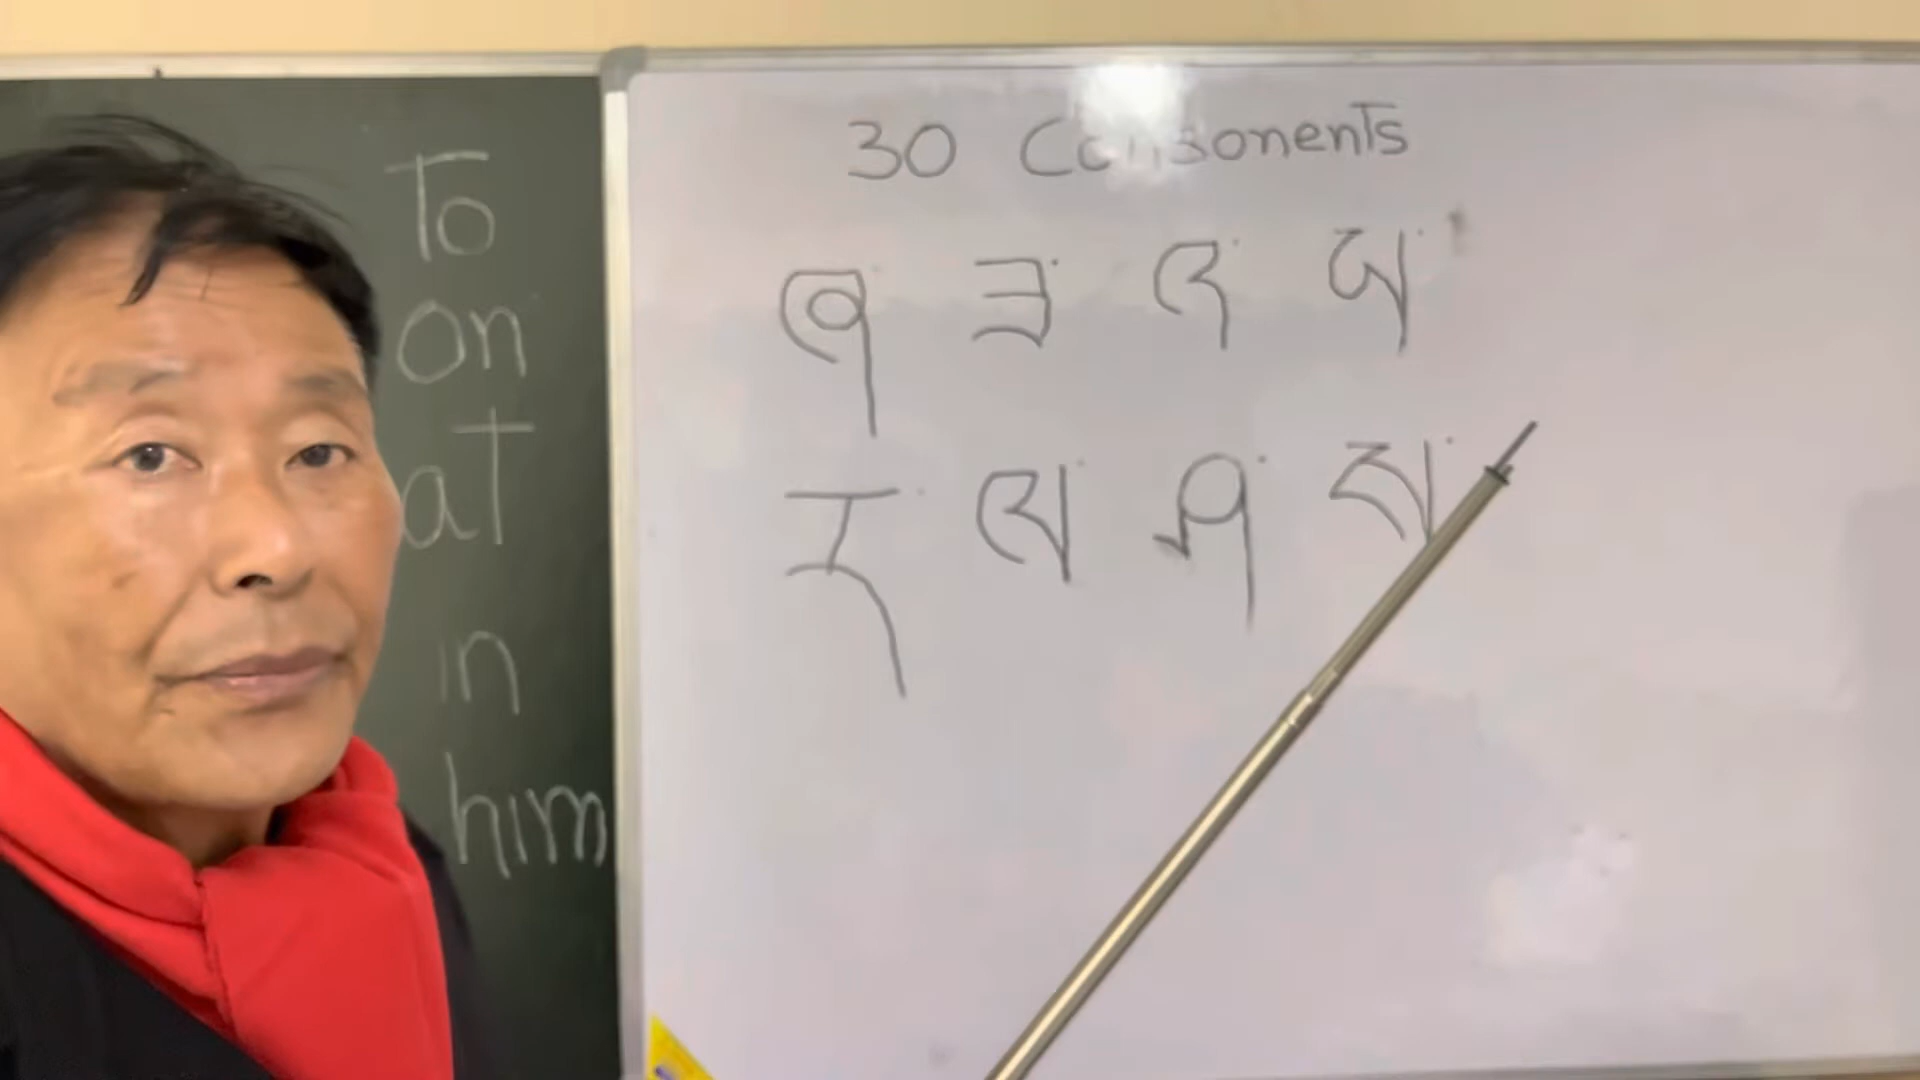 To
on
at
in
him
30 Consonents
ཞ་ ཟ་ འ་ ཡ་
ར་ ལ་ ཤ་ ས་